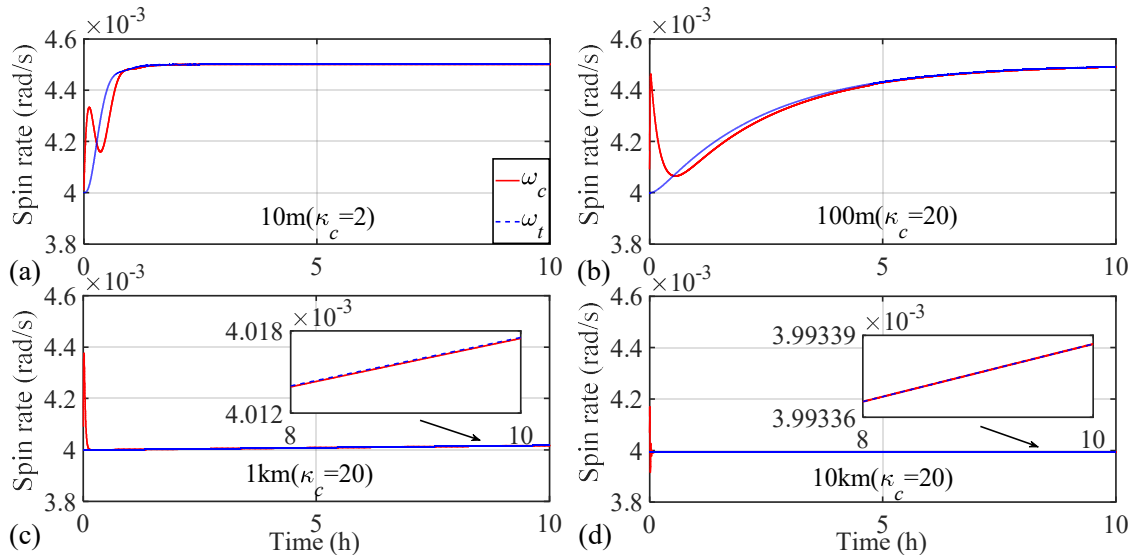 ×10⁻³
4.6
4.4
4.2
4
3.8
Spin rate (rad/s)
ω_c
ω_t
10m(κ_c=2)
0
5
10
(a)
×10⁻³
4.6
4.4
4.2
4
3.8
Spin rate (rad/s)
100m(κ_c=20)
0
5
10
(b)
×10⁻³
4.6
4.4
4.2
4
3.8
Spin rate (rad/s)
×10⁻³
4.018
4.012
8
10
1km(κ_c=20)
0
5
10
Time (h)
(c)
×10⁻³
4.6
4.4
4.2
4
3.8
Spin rate (rad/s)
×10⁻³
3.99339
3.99336
8
10
10km(κ_c=20)
0
5
10
Time (h)
(d)